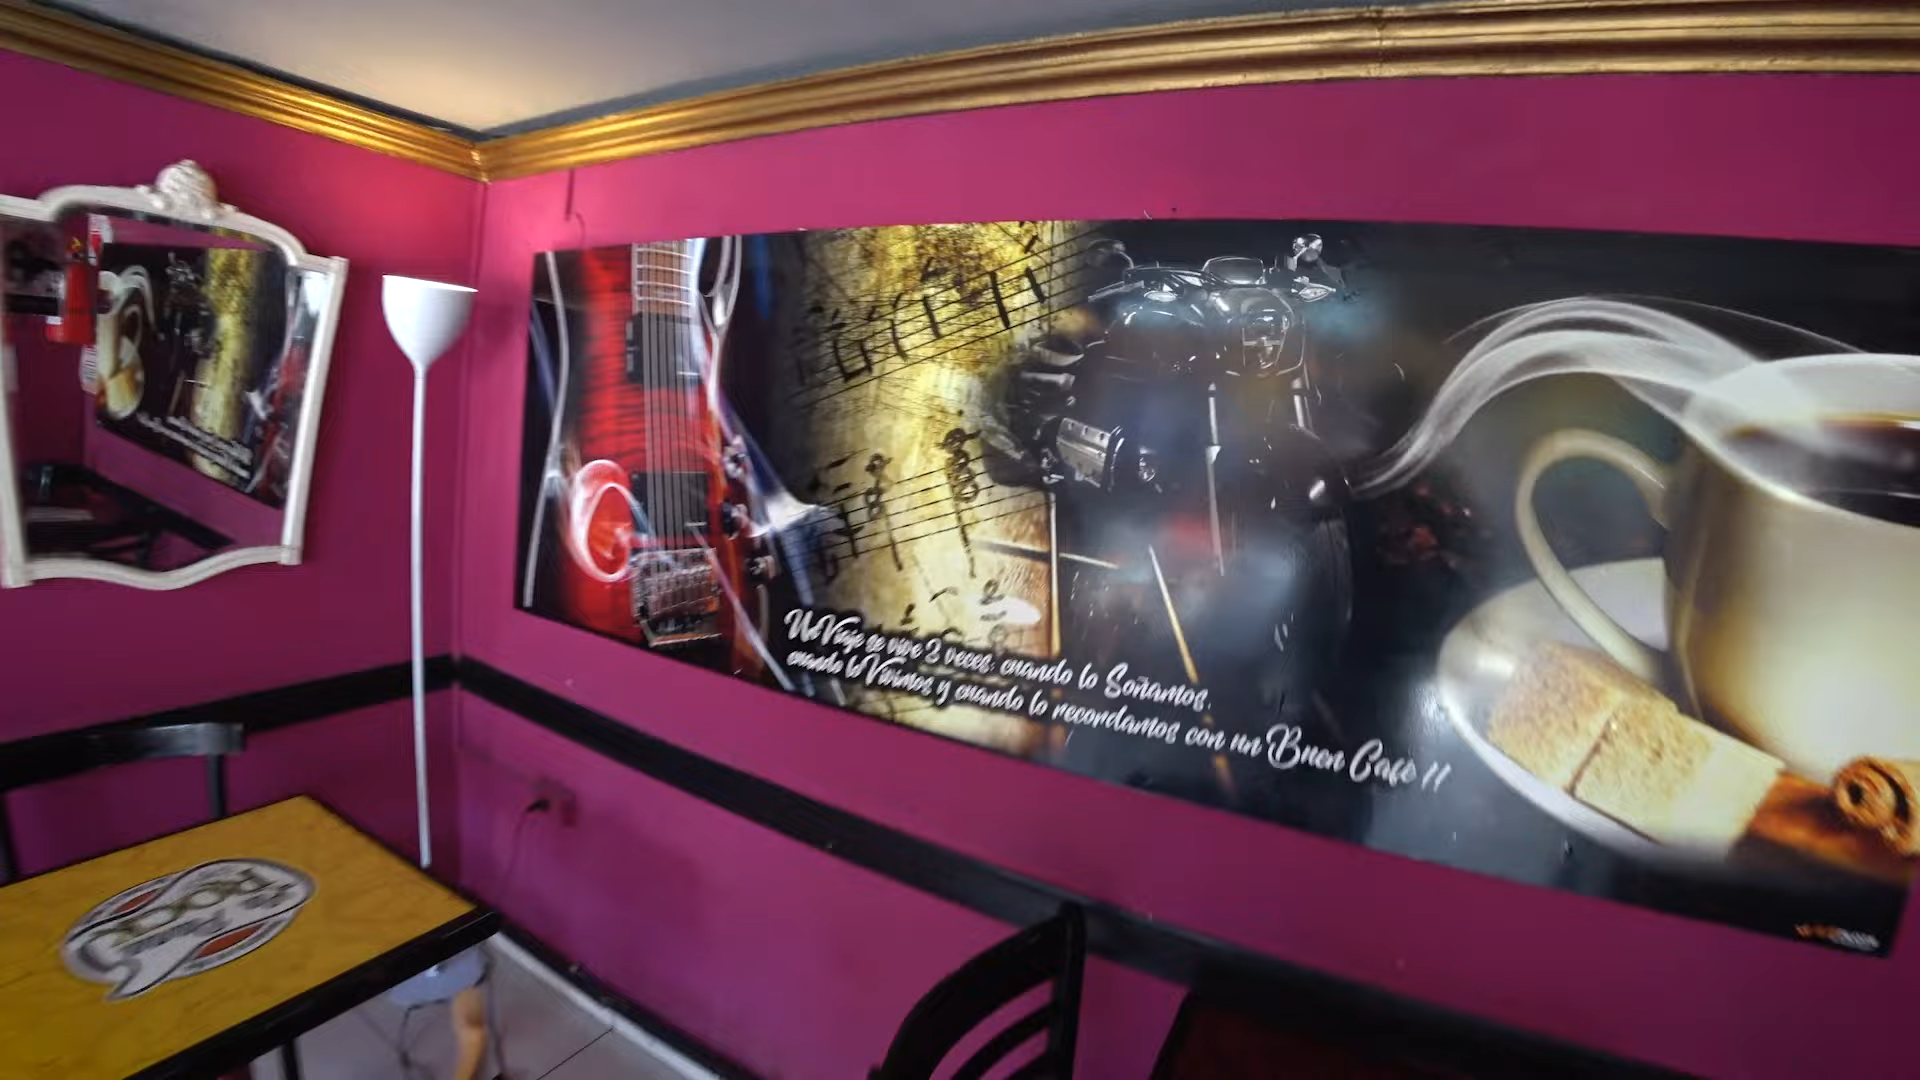 Un Viaje se vive 3 veces: cuando lo Soñamos,
cuando lo Vivimos y cuando lo recordamos con un Buen Café !!